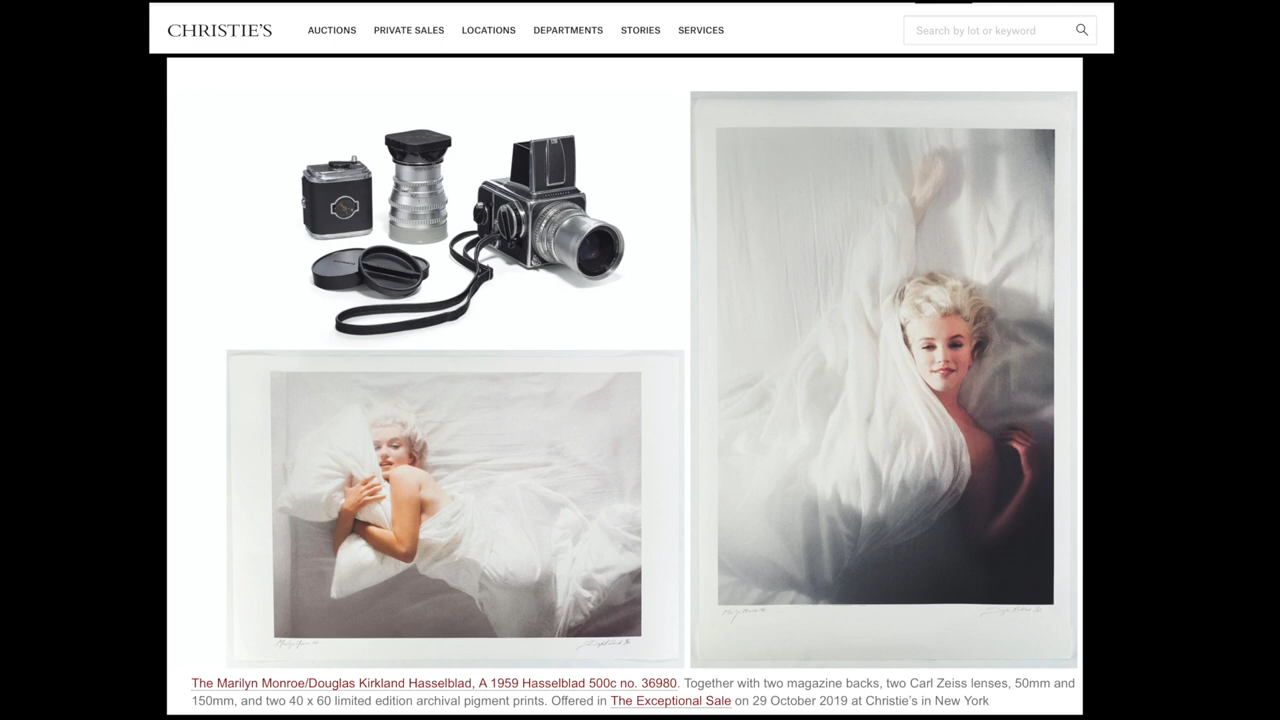 CHRISTIE'S AUCTIONS PRIVATE SALES LOCATIONS DEPARTMENTS STORIES SERVICES Search by lot or keyword
The Marilyn Monroe/Douglas Kirkland Hasselblad, A 1959 Hasselblad 500c no. 36980. Together with two magazine backs, two Carl Zeiss lenses, 50mm and
150mm, and two 40 x 60 limited edition archival pigment prints. Offered in The Exceptional Sale on 29 October 2019 at Christie's in New York